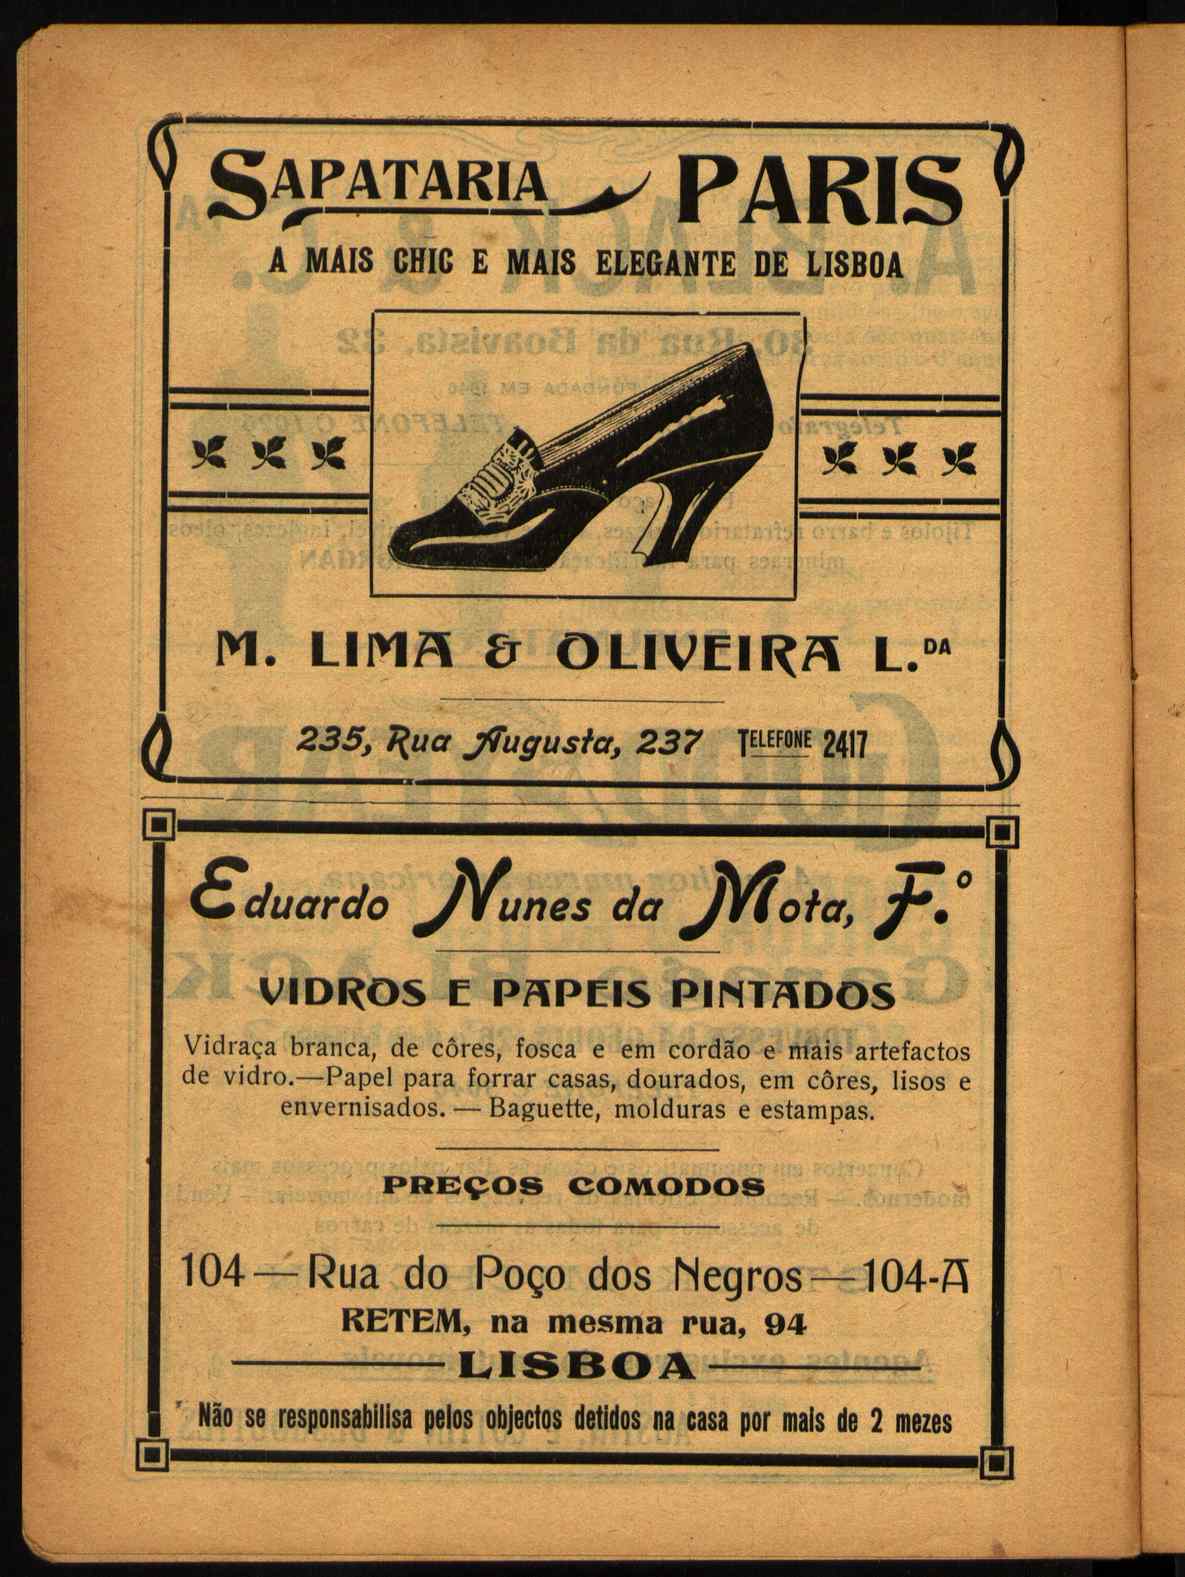 SAPATARIA PARIS
A MAIS CHIC E MAIS ELEGANTE DE LISBOA
M. LIMA & OLIVEIRA L.DA
235, Rua Augusta, 237 TELEFONE 2417
Eduardo Nunes da Mota, F.º
VIDROS E PAPEIS PINTADOS
Vidraça branca, de côres, fosca e em cordão e mais artefactos
de vidro.—Papel para forrar casas, dourados, em côres, lisos e
envernisados. — Baguette, molduras e estampas.
PREÇOS COMODOS
104—Rua do Poço dos Negros—104-A
RETEM, na mesma rua, 94
LISBOA
Não se responsabilisa pelos objectos detidos na casa por mais de 2 mezes